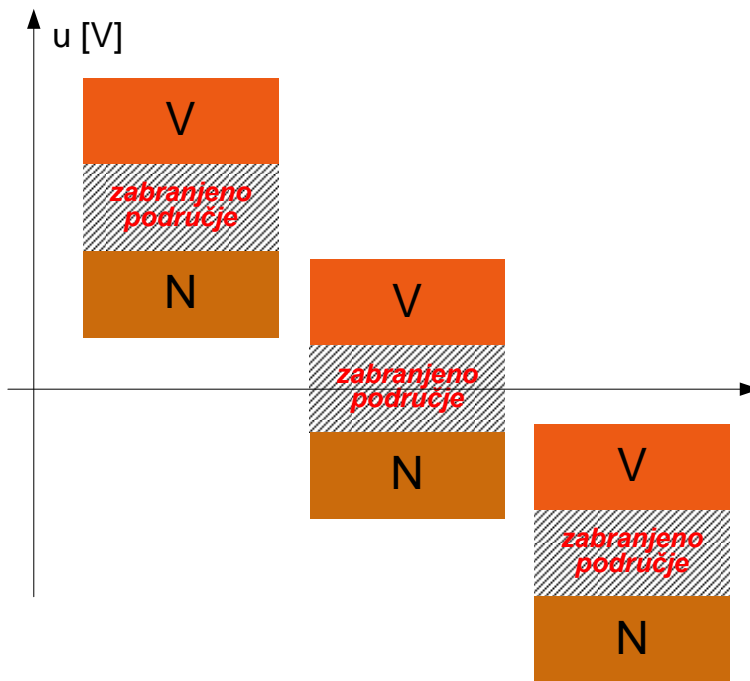 u [V]
V
zabranjeno
područje
N
V
zabranjeno
područje
N
V
zabranjeno
područje
N